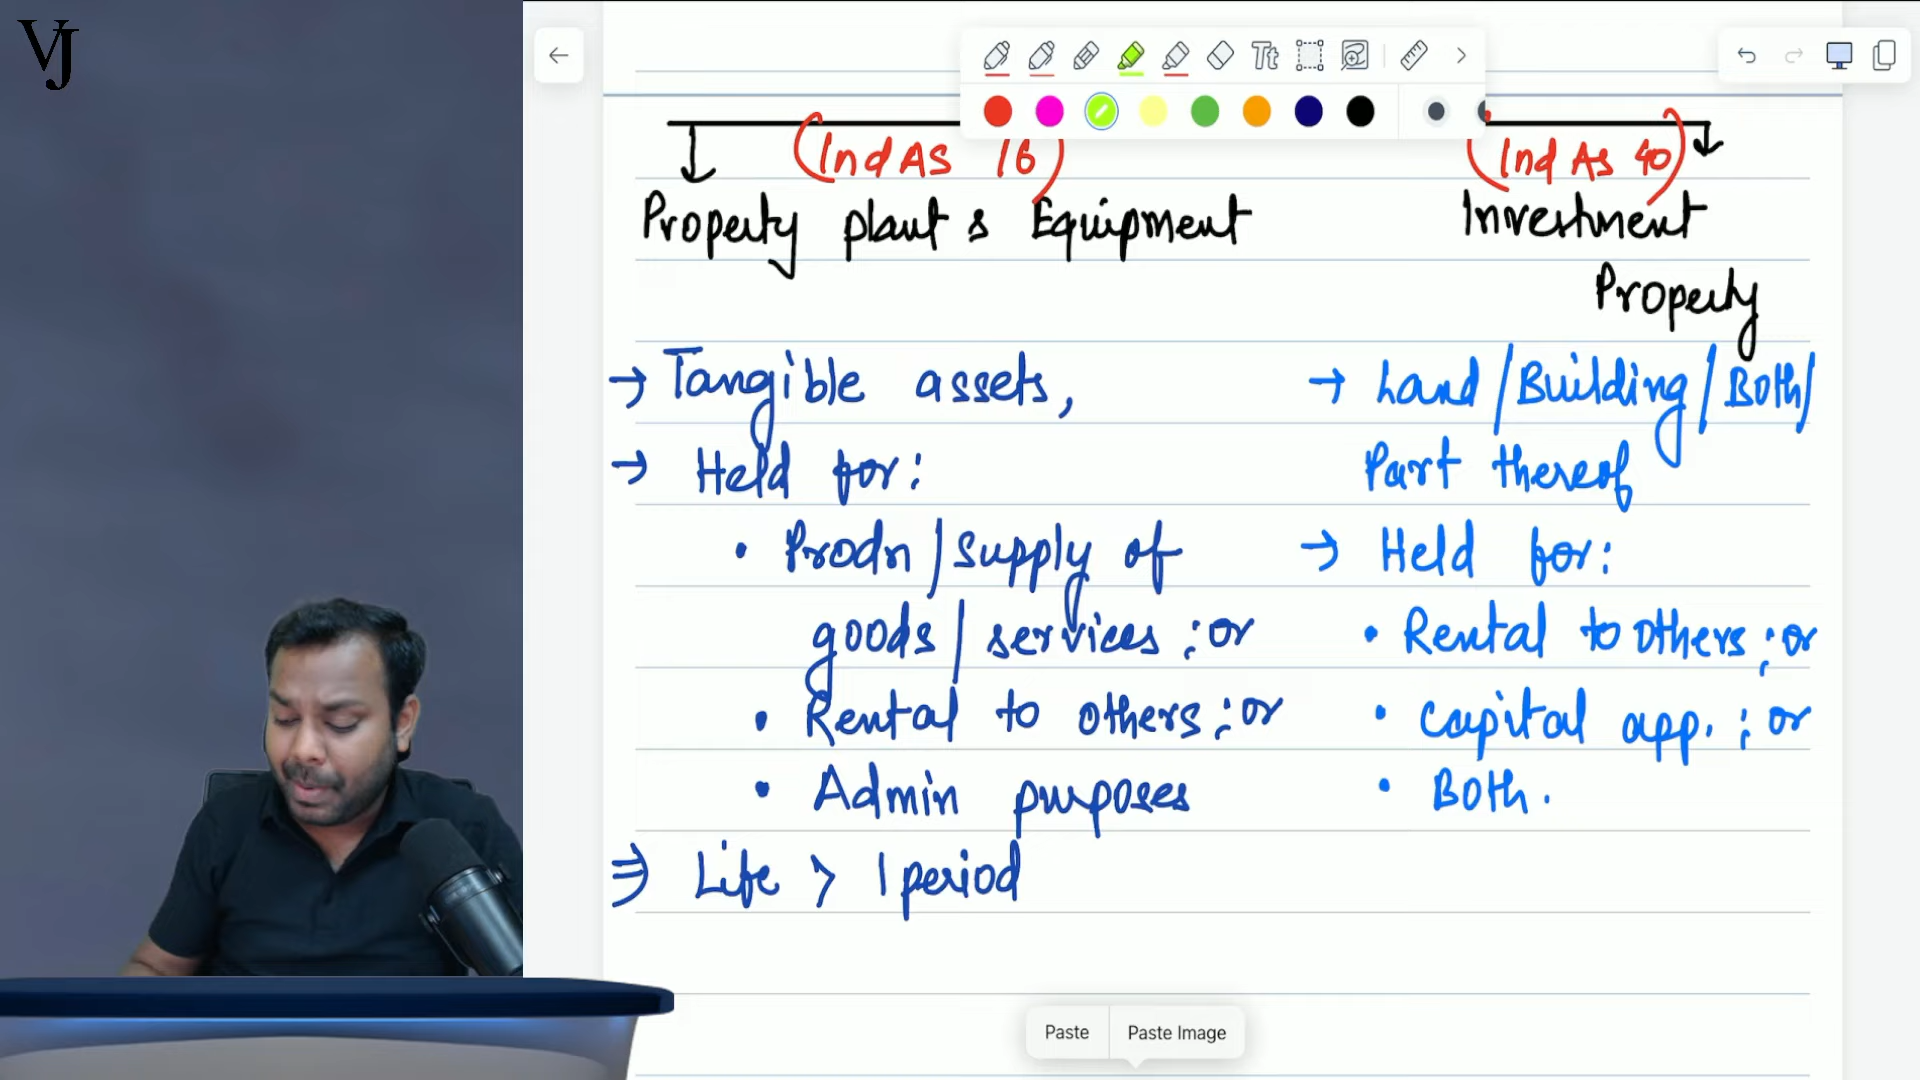 VJ
Tt
(Ind AS 16)
Property plant & Equipment
→ Tangible assets,
→ Held for:
• Prodn/supply of
goods/services ; or
• Rental to others ; or
• Admin purposes
⇒ Life > 1 period
(Ind As 40)
Investment
Property
→ Land/Building/Both/
Part thereof
→ Held for:
• Rental to others ; or
• Capital app. ; or
• Both.
Paste Paste Image